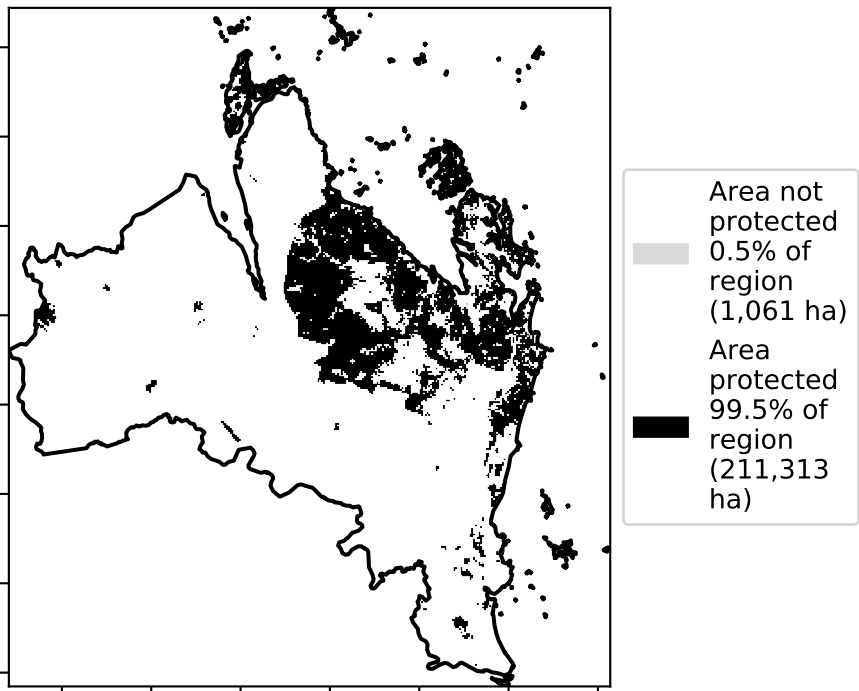 Area not
protected
0.5% of
region
(1,061 ha)
Area
protected
99.5% of
region
(211,313
ha)